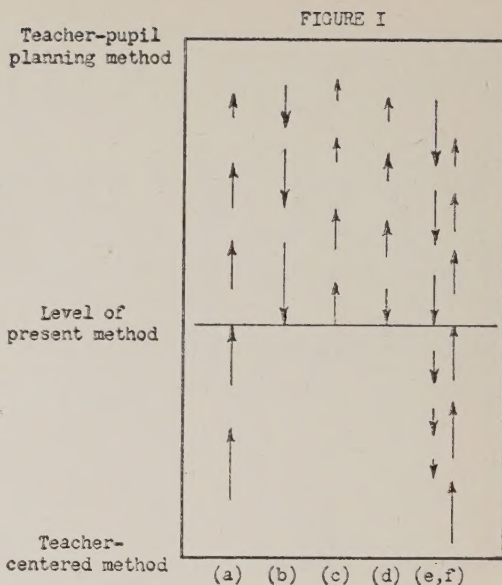 FIGURE I
Teacher-pupil
planning method
Level of
present method
Teacher-
centered method
(a) (b) (c) (d) (e,f)